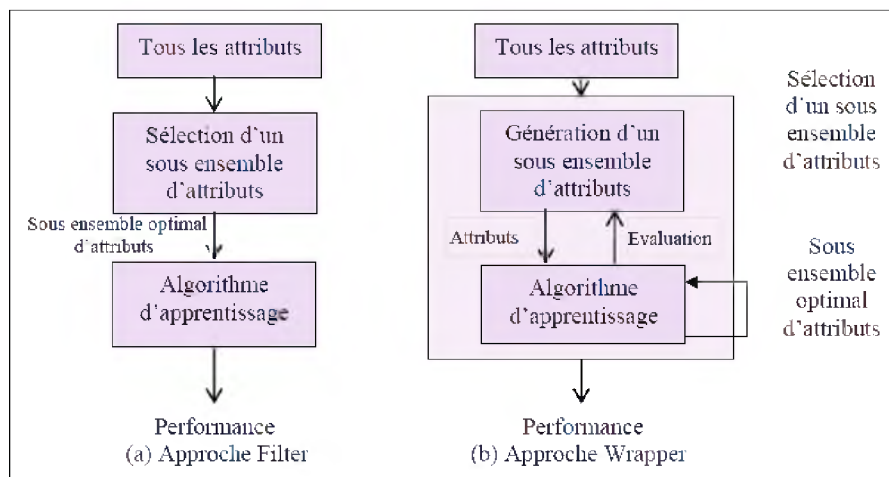 Tous les attributs
Sélection d'un
sous ensemble
d'attributs
Sous ensemble optimal
d'attributs
Algorithme
d'apprentissage
Performance
(a) Approche Filter
Tous les attributs
Génération d'un
sous ensemble
d'attributs
Attributs
Evaluation
Algorithme
d'apprentissage
Performance
(b) Approche Wrapper
Sélection
d'un sous
ensemble
d'attributs
Sous
ensemble
optimal
d'attributs